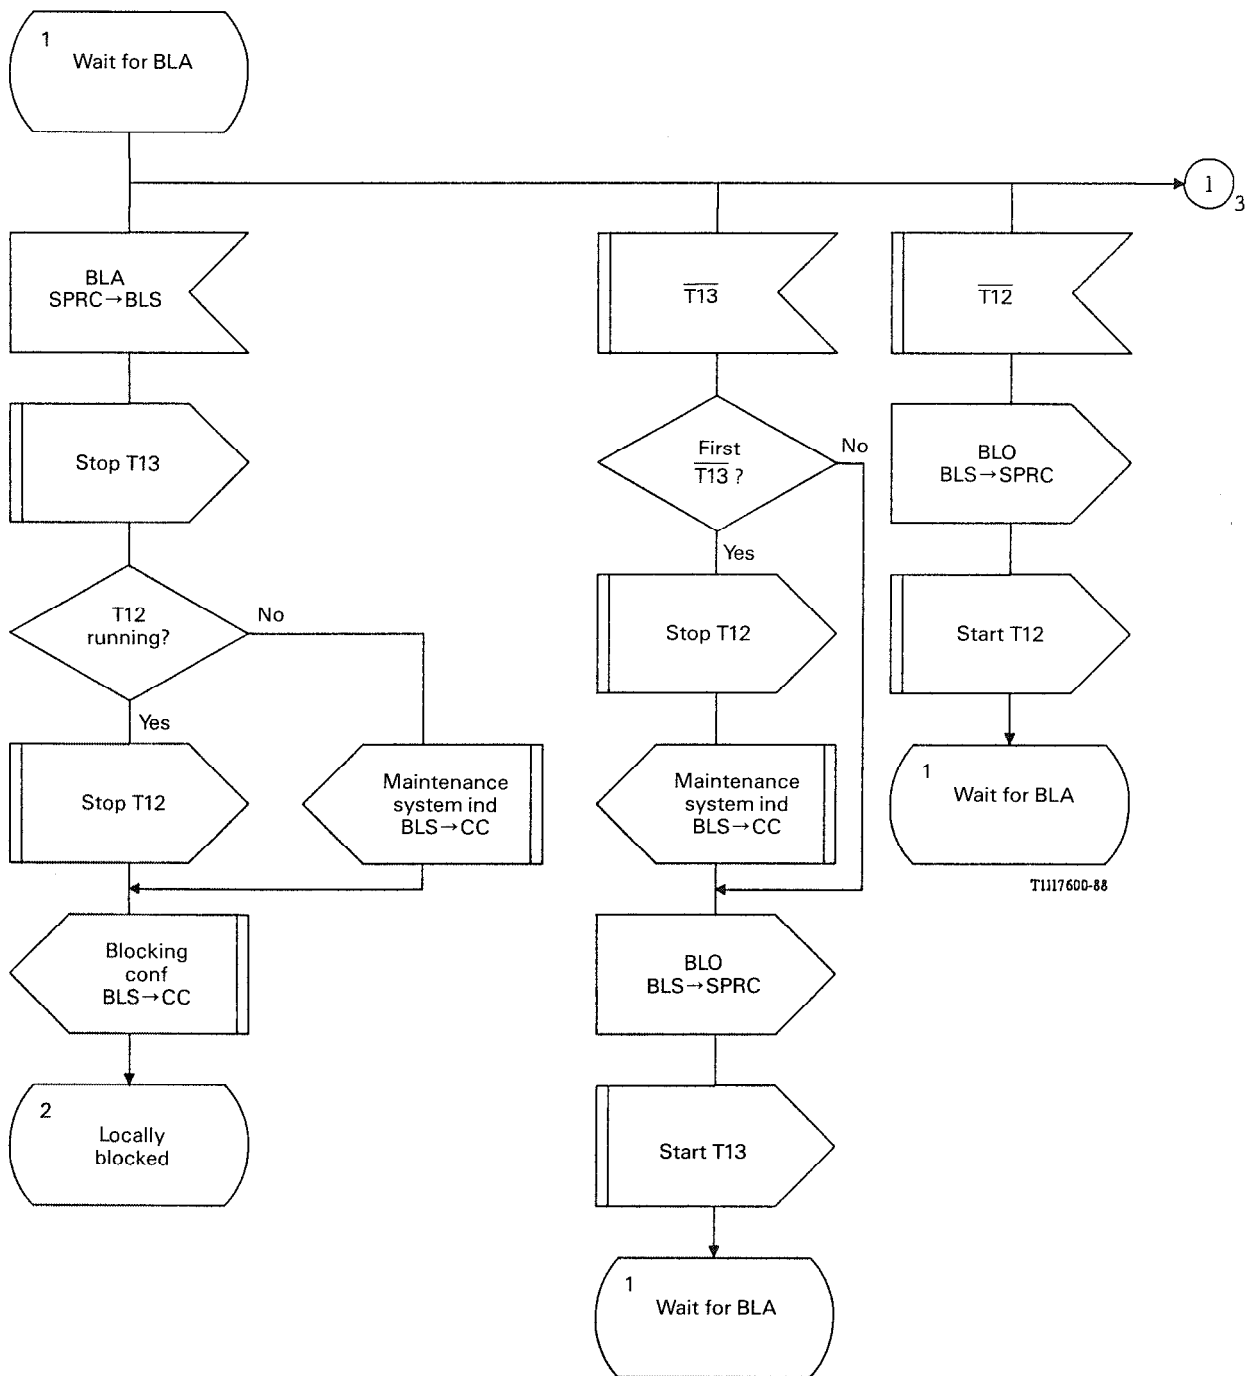 1
Wait for BLA
1
3
BLA
SPRC→BLS
T13
T12
Stop T13
First
T13 ?
No
Yes
BLO
BLS→SPRC
T12
running?
No
Yes
Stop T12
Start T12
Stop T12
Maintenance
system ind
BLS→CC
Maintenance
system ind
BLS→CC
1
Wait for BLA
T1117600-88
Blocking
conf
BLS→CC
BLO
BLS→SPRC
2
Locally
blocked
Start T13
1
Wait for BLA